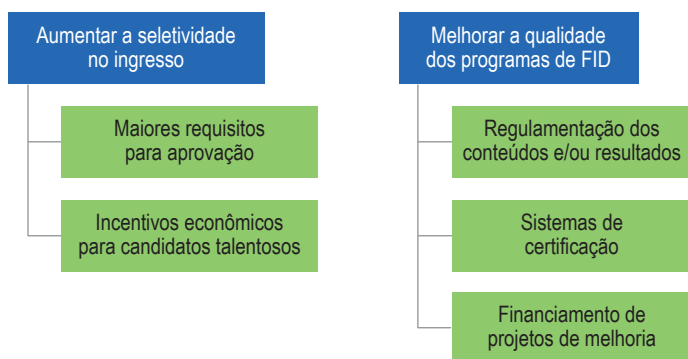 Aumentar a seletividade
no ingresso
Maiores requisitos
para aprovação
Incentivos econômicos
para candidatos talentosos
Melhorar a qualidade
dos programas de FID
Regulamentação dos
conteúdos e/ou resultados
Sistemas de
certificação
Financiamento de
projetos de melhoria